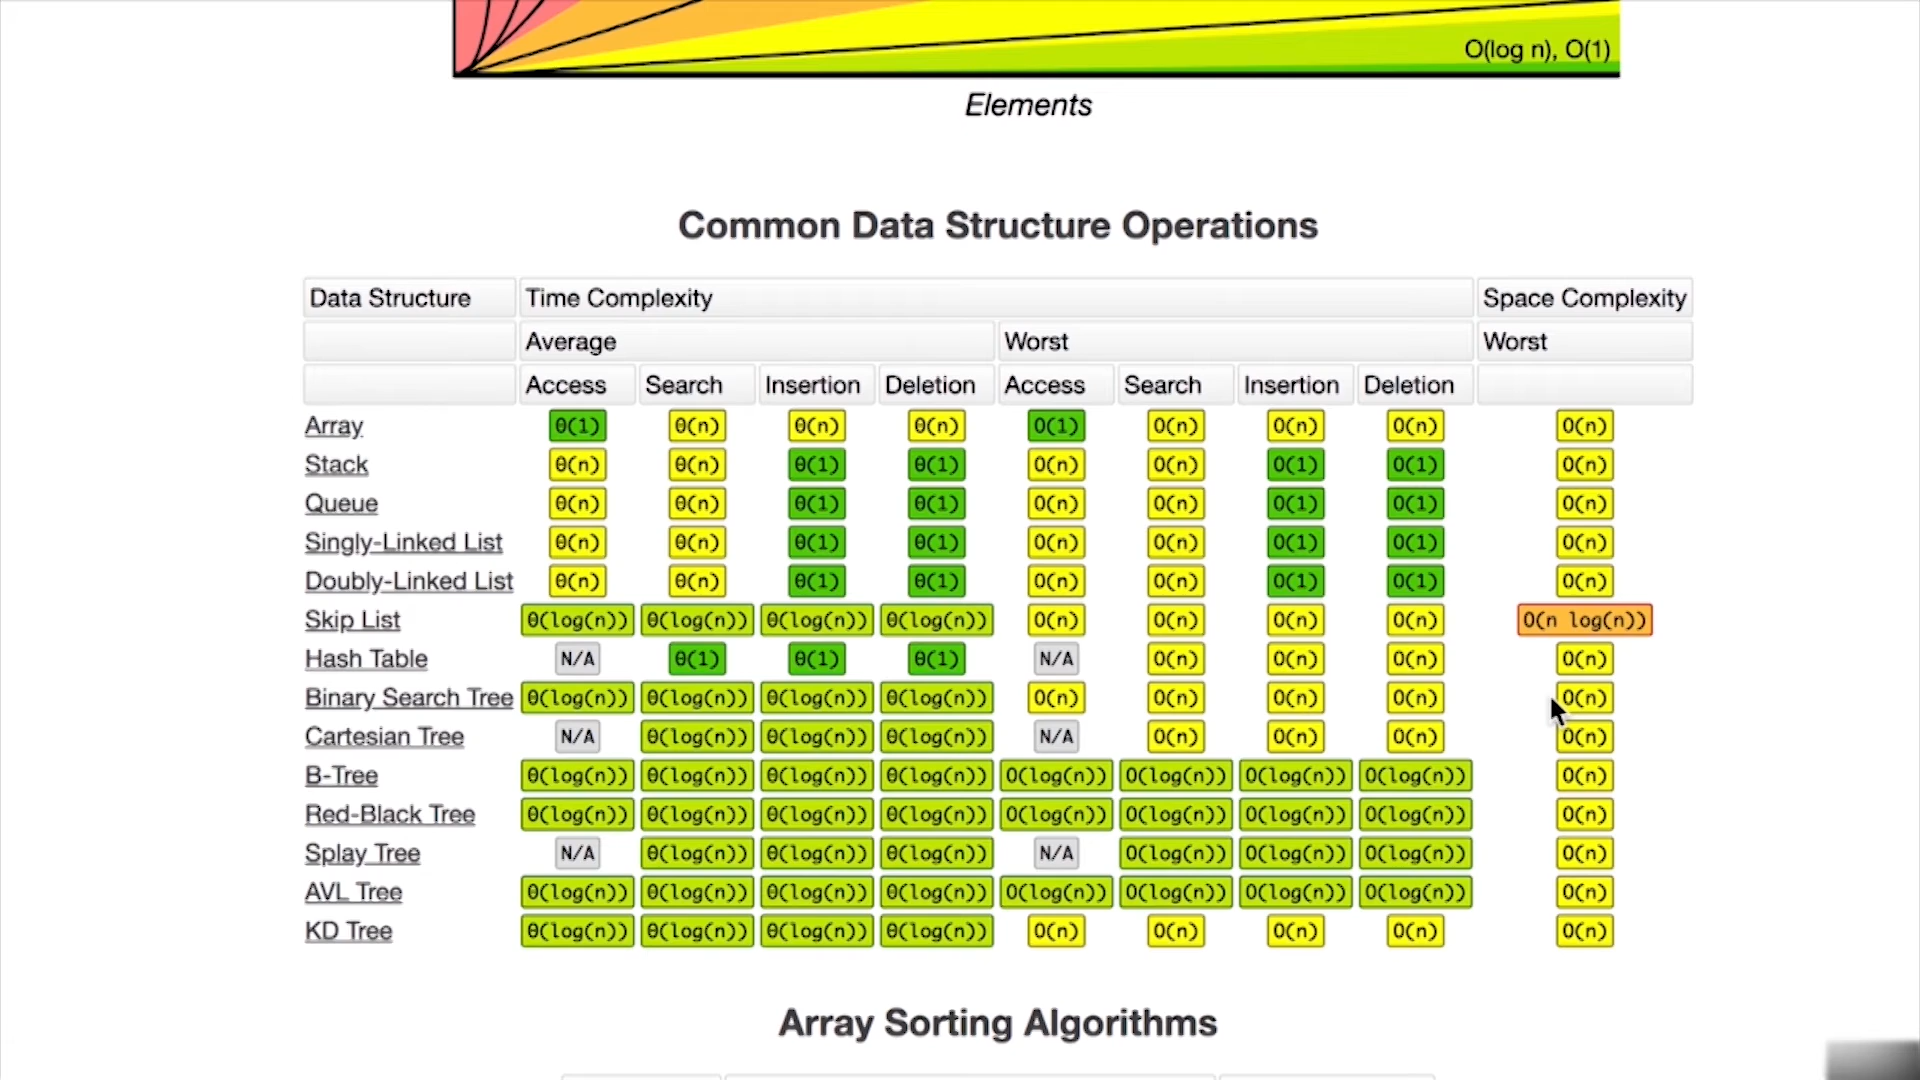 O(log n), O(1)
Elements
Common Data Structure Operations
Data Structure Time Complexity Space Complexity
Average Worst Worst
Access Search Insertion Deletion Access Search Insertion Deletion
Array Θ(1) Θ(n) Θ(n) Θ(n) O(1) O(n) O(n) O(n) O(n)
Stack Θ(n) Θ(n) Θ(1) Θ(1) O(n) O(n) O(1) O(1) O(n)
Queue Θ(n) Θ(n) Θ(1) Θ(1) O(n) O(n) O(1) O(1) O(n)
Singly-Linked List Θ(n) Θ(n) Θ(1) Θ(1) O(n) O(n) O(1) O(1) O(n)
Doubly-Linked List Θ(n) Θ(n) Θ(1) Θ(1) O(n) O(n) O(1) O(1) O(n)
Skip List Θ(log(n)) Θ(log(n)) Θ(log(n)) Θ(log(n)) O(n) O(n) O(n) O(n) O(n log(n))
Hash Table N/A Θ(1) Θ(1) Θ(1) N/A O(n) O(n) O(n) O(n)
Binary Search Tree Θ(log(n)) Θ(log(n)) Θ(log(n)) Θ(log(n)) O(n) O(n) O(n) O(n) O(n)
Cartesian Tree N/A Θ(log(n)) Θ(log(n)) Θ(log(n)) N/A O(n) O(n) O(n) O(n)
B-Tree Θ(log(n)) Θ(log(n)) Θ(log(n)) Θ(log(n)) O(log(n)) O(log(n)) O(log(n)) O(log(n)) O(n)
Red-Black Tree Θ(log(n)) Θ(log(n)) Θ(log(n)) Θ(log(n)) O(log(n)) O(log(n)) O(log(n)) O(log(n)) O(n)
Splay Tree N/A Θ(log(n)) Θ(log(n)) Θ(log(n)) N/A O(log(n)) O(log(n)) O(log(n)) O(n)
AVL Tree Θ(log(n)) Θ(log(n)) Θ(log(n)) Θ(log(n)) O(log(n)) O(log(n)) O(log(n)) O(log(n)) O(n)
KD Tree Θ(log(n)) Θ(log(n)) Θ(log(n)) Θ(log(n)) O(n) O(n) O(n) O(n) O(n)
Array Sorting Algorithms